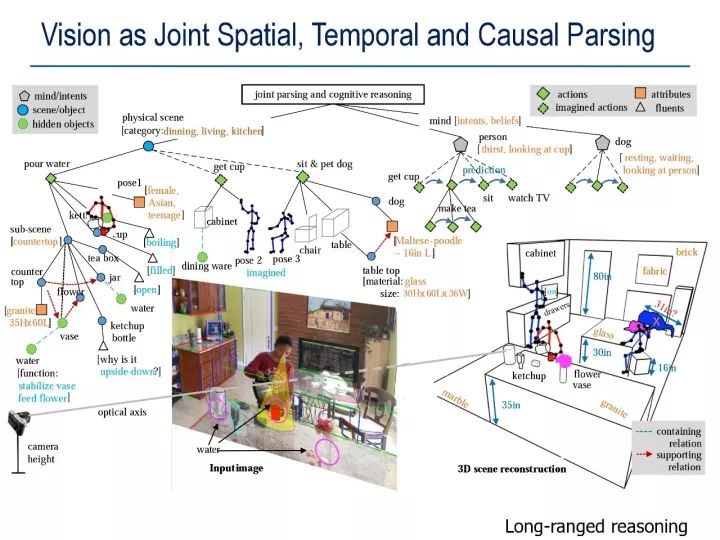 Vision as Joint Spatial, Temporal and Causal Parsing
mind/intents
scene/object
hidden objects
joint parsing and cognitive reasoning
actions
attributes
imagined actions
fluents
physical scene
[category:dinning, living, kitchen]
mind [intents, beliefs]
person
[thirst, looking at cup]
dog
[resting, waiting,
looking at person]
pour water
get cup
sit & pet dog
get cup
prediction
sit
watch TV
make tea
pose1
[female,
Asian,
teenage]
cabinet
dog
sub-scene
[countertop]
cup
[boiling]
[Maltese-poodle
– 16in L]
chair
table
tea box
[filled]
dining ware
pose 2
pose 3
imagined
table top
[material: glass
size: 30Hx60Lx36W]
counter
top
jar
[open]
flower
water
[granite
35Hx60L]
vase
ketchup
bottle
water
[function:
stabilize vase
feed flower]
[why is it
upside-down?]
optical axis
camera
height
water
Input image
cabinet
brick
fabric
80in
drawers
31in?
glass
30in
16in
ketchup
flower
vase
marble
35in
granite
3D scene reconstruction
containing
relation
supporting
relation
Long-ranged reasoning